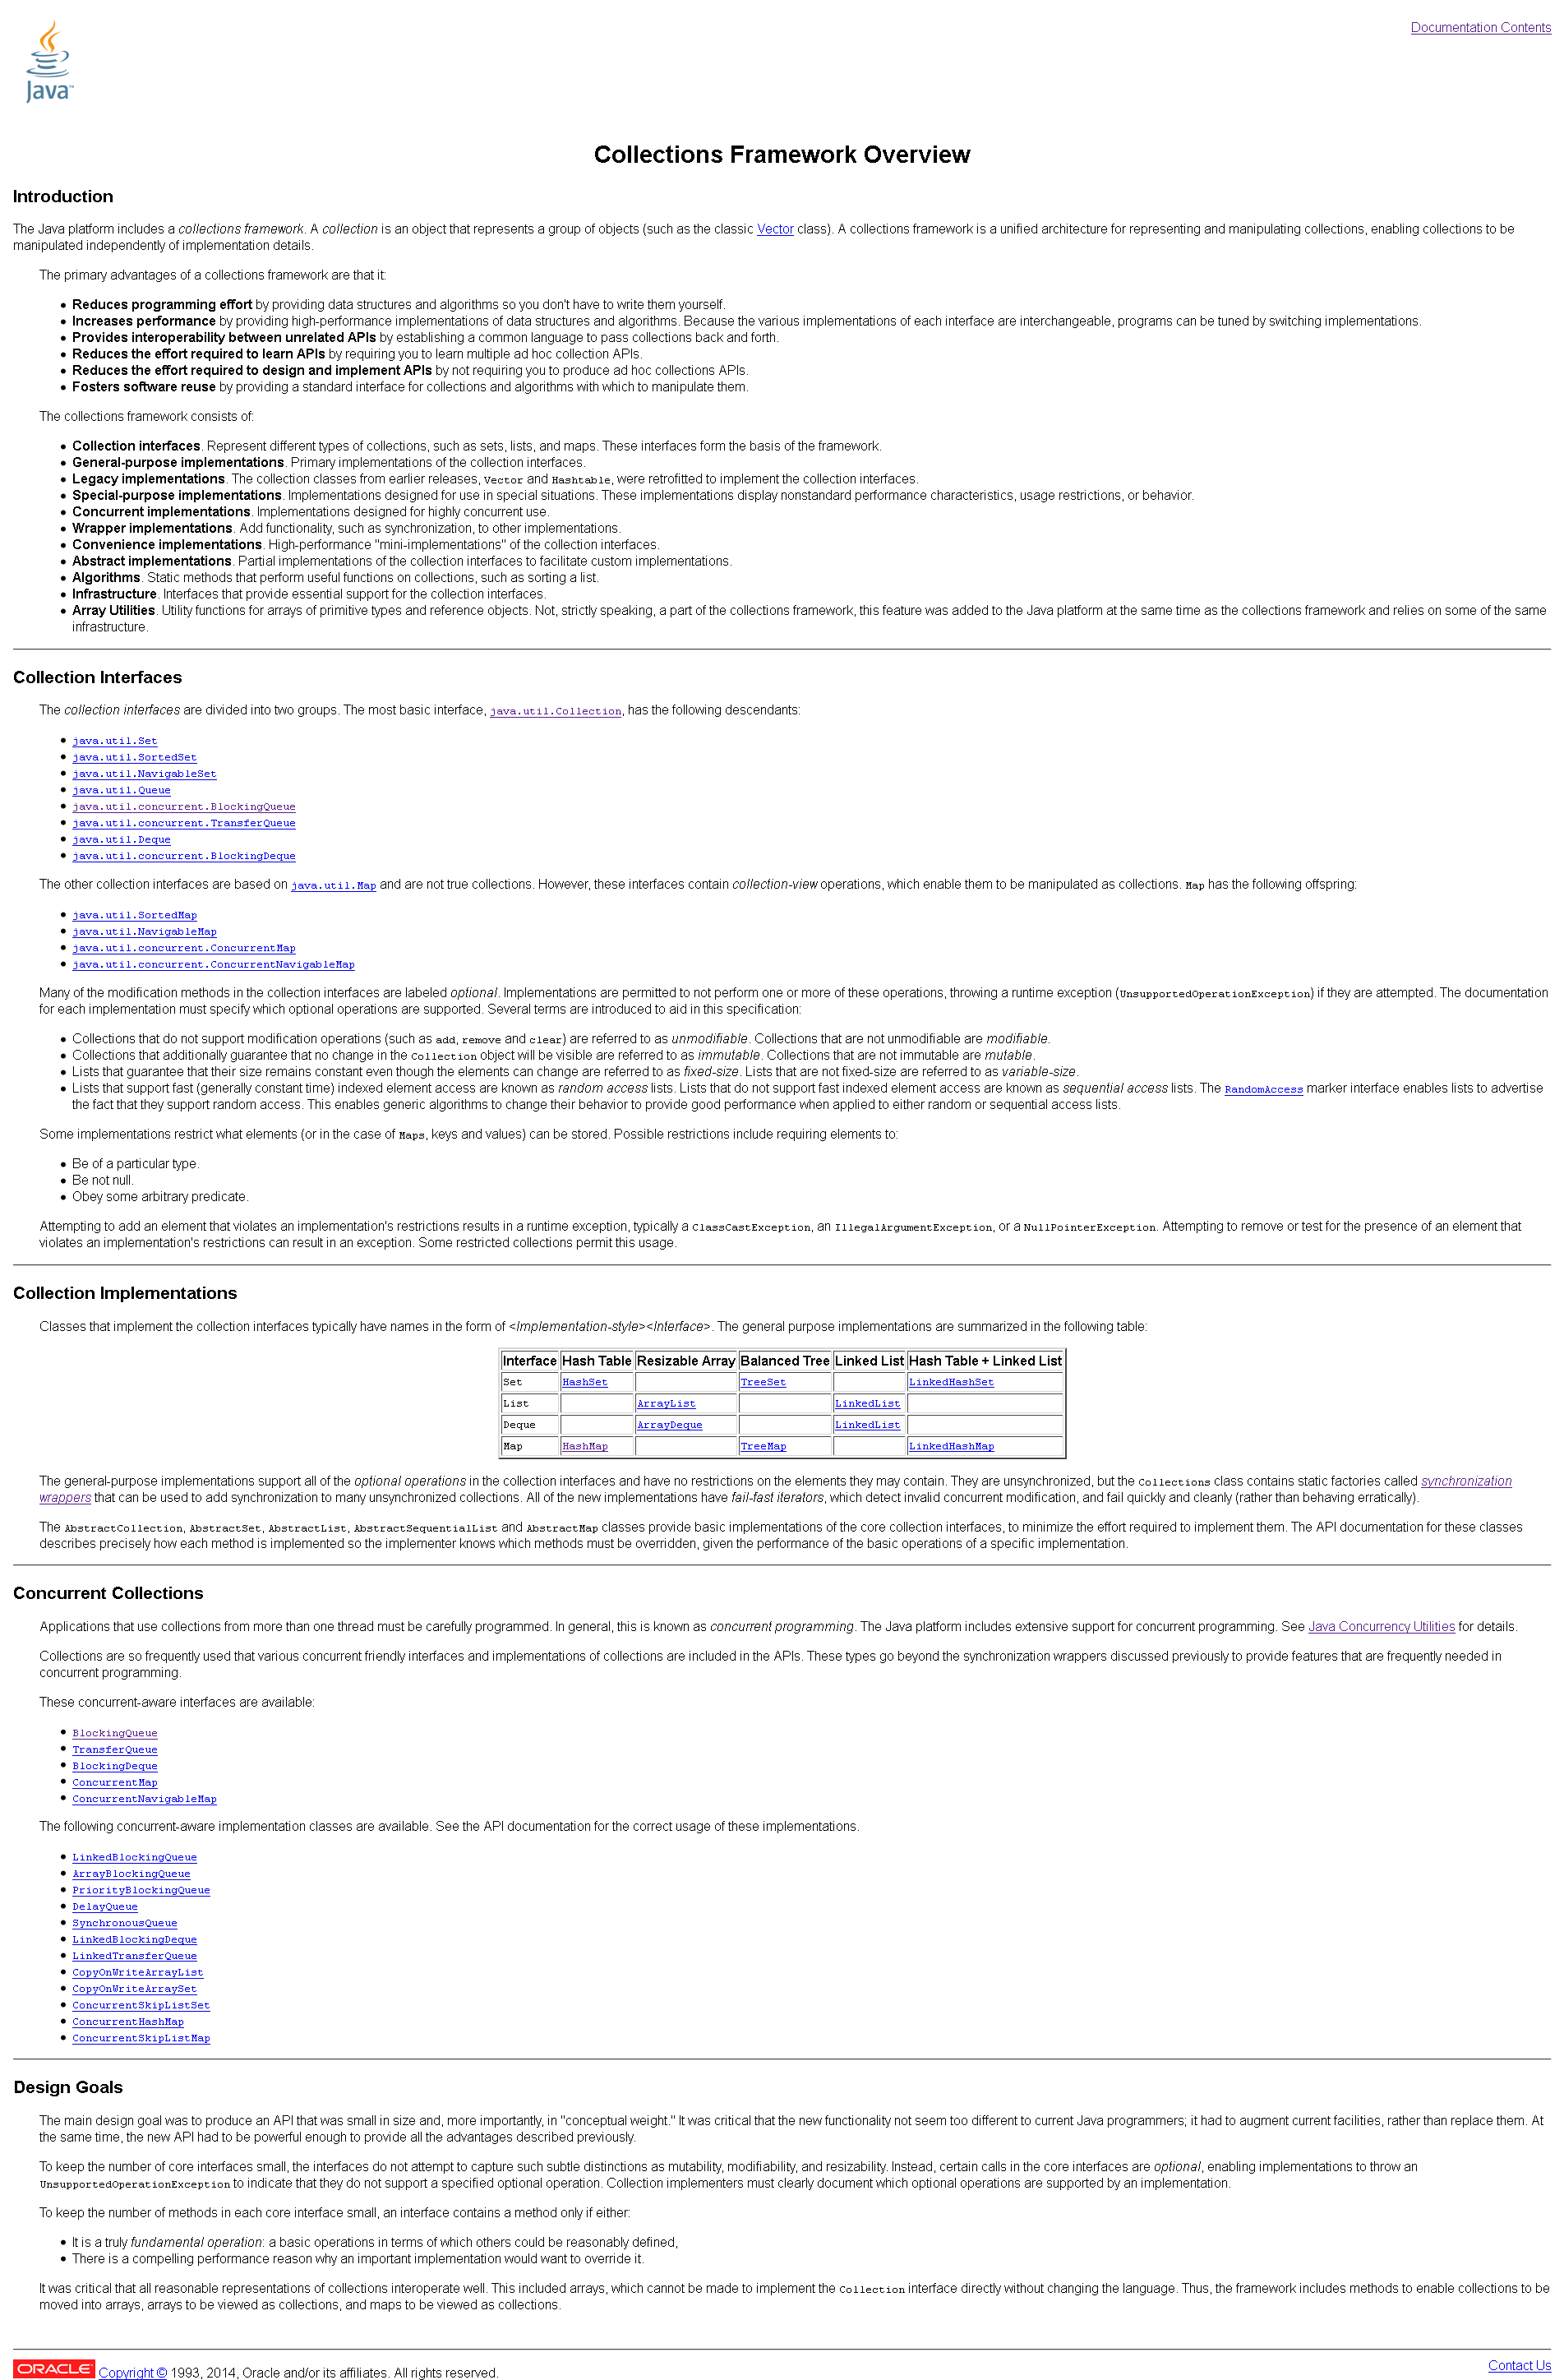 Java™
Documentation Contents
Collections Framework Overview
Introduction
The Java platform includes a collections framework. A collection is an object that represents a group of objects (such as the classic Vector class). A collections framework is a unified architecture for representing and manipulating collections, enabling collections to be
manipulated independently of implementation details.
The primary advantages of a collections framework are that it:
• Reduces programming effort by providing data structures and algorithms so you don't have to write them yourself.
• Increases performance by providing high-performance implementations of data structures and algorithms. Because the various implementations of each interface are interchangeable, programs can be tuned by switching implementations.
• Provides interoperability between unrelated APIs by establishing a common language to pass collections back and forth.
• Reduces the effort required to learn APIs by requiring you to learn multiple ad hoc collection APIs.
• Reduces the effort required to design and implement APIs by not requiring you to produce ad hoc collections APIs.
• Fosters software reuse by providing a standard interface for collections and algorithms with which to manipulate them.
The collections framework consists of:
• Collection interfaces. Represent different types of collections, such as sets, lists, and maps. These interfaces form the basis of the framework.
• General-purpose implementations. Primary implementations of the collection interfaces.
• Legacy implementations. The collection classes from earlier releases, Vector and Hashtable, were retrofitted to implement the collection interfaces.
• Special-purpose implementations. Implementations designed for use in special situations. These implementations display nonstandard performance characteristics, usage restrictions, or behavior.
• Concurrent implementations. Implementations designed for highly concurrent use.
• Wrapper implementations. Add functionality, such as synchronization, to other implementations.
• Convenience implementations. High-performance "mini-implementations" of the collection interfaces.
• Abstract implementations. Partial implementations of the collection interfaces to facilitate custom implementations.
• Algorithms. Static methods that perform useful functions on collections, such as sorting a list.
• Infrastructure. Interfaces that provide essential support for the collection interfaces.
• Array Utilities. Utility functions for arrays of primitive types and reference objects. Not, strictly speaking, a part of the collections framework, this feature was added to the Java platform at the same time as the collections framework and relies on some of the same
infrastructure.
Collection Interfaces
The collection interfaces are divided into two groups. The most basic interface, java.util.Collection, has the following descendants:
• java.util.Set
• java.util.SortedSet
• java.util.NavigableSet
• java.util.Queue
• java.util.concurrent.BlockingQueue
• java.util.concurrent.TransferQueue
• java.util.Deque
• java.util.concurrent.BlockingDeque
The other collection interfaces are based on java.util.Map and are not true collections. However, these interfaces contain collection-view operations, which enable them to be manipulated as collections. Map has the following offspring:
• java.util.SortedMap
• java.util.NavigableMap
• java.util.concurrent.ConcurrentMap
• java.util.concurrent.ConcurrentNavigableMap
Many of the modification methods in the collection interfaces are labeled optional. Implementations are permitted to not perform one or more of these operations, throwing a runtime exception (UnsupportedOperationException) if they are attempted. The documentation
for each implementation must specify which optional operations are supported. Several terms are introduced to aid in this specification:
• Collections that do not support modification operations (such as add, remove and clear) are referred to as unmodifiable. Collections that are not unmodifiable are modifiable.
• Collections that additionally guarantee that no change in the Collection object will be visible are referred to as immutable. Collections that are not immutable are mutable.
• Lists that guarantee that their size remains constant even though the elements can change are referred to as fixed-size. Lists that are not fixed-size are referred to as variable-size.
• Lists that support fast (generally constant time) indexed element access are known as random access lists. Lists that do not support fast indexed element access are known as sequential access lists. The RandomAccess marker interface enables lists to advertise
the fact that they support random access. This enables generic algorithms to change their behavior to provide good performance when applied to either random or sequential access lists.
Some implementations restrict what elements (or in the case of Maps, keys and values) can be stored. Possible restrictions include requiring elements to:
• Be of a particular type.
• Be not null.
• Obey some arbitrary predicate.
Attempting to add an element that violates an implementation's restrictions results in a runtime exception, typically a ClassCastException, an IllegalArgumentException, or a NullPointerException. Attempting to remove or test for the presence of an element that
violates an implementation's restrictions can result in an exception. Some restricted collections permit this usage.
Collection Implementations
Classes that implement the collection interfaces typically have names in the form of <Implementation-style><Interface>. The general purpose implementations are summarized in the following table:
Interface Hash Table Resizable Array Balanced Tree Linked List Hash Table + Linked List
Set HashSet TreeSet LinkedHashSet
List ArrayList LinkedList
Deque ArrayDeque LinkedList
Map HashMap TreeMap LinkedHashMap
The general-purpose implementations support all of the optional operations in the collection interfaces and have no restrictions on the elements they may contain. They are unsynchronized, but the Collections class contains static factories called synchronization
wrappers that can be used to add synchronization to many unsynchronized collections. All of the new implementations have fail-fast iterators, which detect invalid concurrent modification, and fail quickly and cleanly (rather than behaving erratically).
The AbstractCollection, AbstractSet, AbstractList, AbstractSequentialList and AbstractMap classes provide basic implementations of the core collection interfaces, to minimize the effort required to implement them. The API documentation for these classes
describes precisely how each method is implemented so the implementer knows which methods must be overridden, given the performance of the basic operations of a specific implementation.
Concurrent Collections
Applications that use collections from more than one thread must be carefully programmed. In general, this is known as concurrent programming. The Java platform includes extensive support for concurrent programming. See Java Concurrency Utilities for details.
Collections are so frequently used that various concurrent friendly interfaces and implementations of collections are included in the APIs. These types go beyond the synchronization wrappers discussed previously to provide features that are frequently needed in
concurrent programming.
These concurrent-aware interfaces are available:
• BlockingQueue
• TransferQueue
• BlockingDeque
• ConcurrentMap
• ConcurrentNavigableMap
The following concurrent-aware implementation classes are available. See the API documentation for the correct usage of these implementations.
• LinkedBlockingQueue
• ArrayBlockingQueue
• PriorityBlockingQueue
• DelayQueue
• SynchronousQueue
• LinkedBlockingDeque
• LinkedTransferQueue
• CopyOnWriteArrayList
• CopyOnWriteArraySet
• ConcurrentSkipListSet
• ConcurrentHashMap
• ConcurrentSkipListMap
Design Goals
The main design goal was to produce an API that was small in size and, more importantly, in "conceptual weight." It was critical that the new functionality not seem too different to current Java programmers; it had to augment current facilities, rather than replace them. At
the same time, the new API had to be powerful enough to provide all the advantages described previously.
To keep the number of core interfaces small, the interfaces do not attempt to capture such subtle distinctions as mutability, modifiability, and resizability. Instead, certain calls in the core interfaces are optional, enabling implementations to throw an
UnsupportedOperationException to indicate that they do not support a specified optional operation. Collection implementers must clearly document which optional operations are supported by an implementation.
To keep the number of methods in each core interface small, an interface contains a method only if either:
• It is a truly fundamental operation: a basic operations in terms of which others could be reasonably defined,
• There is a compelling performance reason why an important implementation would want to override it.
It was critical that all reasonable representations of collections interoperate well. This included arrays, which cannot be made to implement the Collection interface directly without changing the language. Thus, the framework includes methods to enable collections to be
moved into arrays, arrays to be viewed as collections, and maps to be viewed as collections.
ORACLE Copyright © 1993, 2014, Oracle and/or its affiliates. All rights reserved.
Contact Us